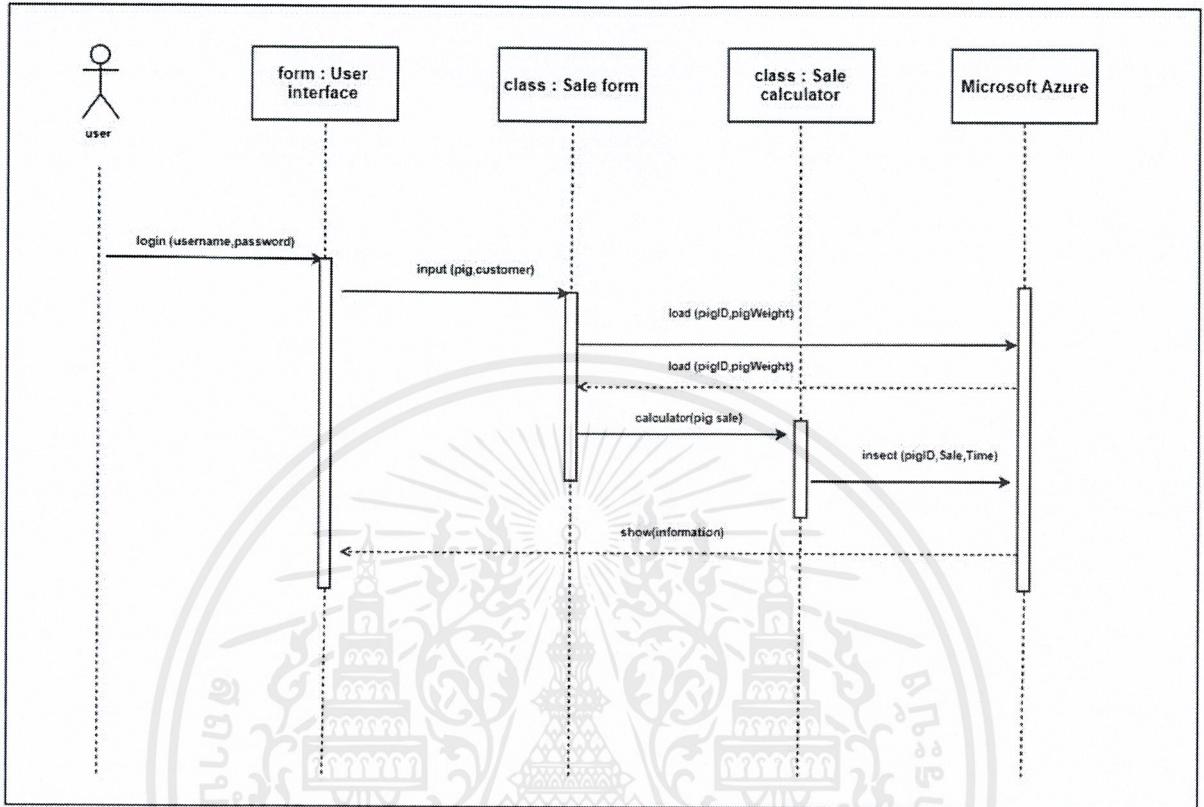 form : User
interface
class : Sale form
class : Sale
calculator
Microsoft Azure
user
login (username,password)
input (pig,customer)
load (pigID,pigWeight)
load (pigID,pigWeight)
calculator(pig sale)
insect (pigID,Sale,Time)
show(information)